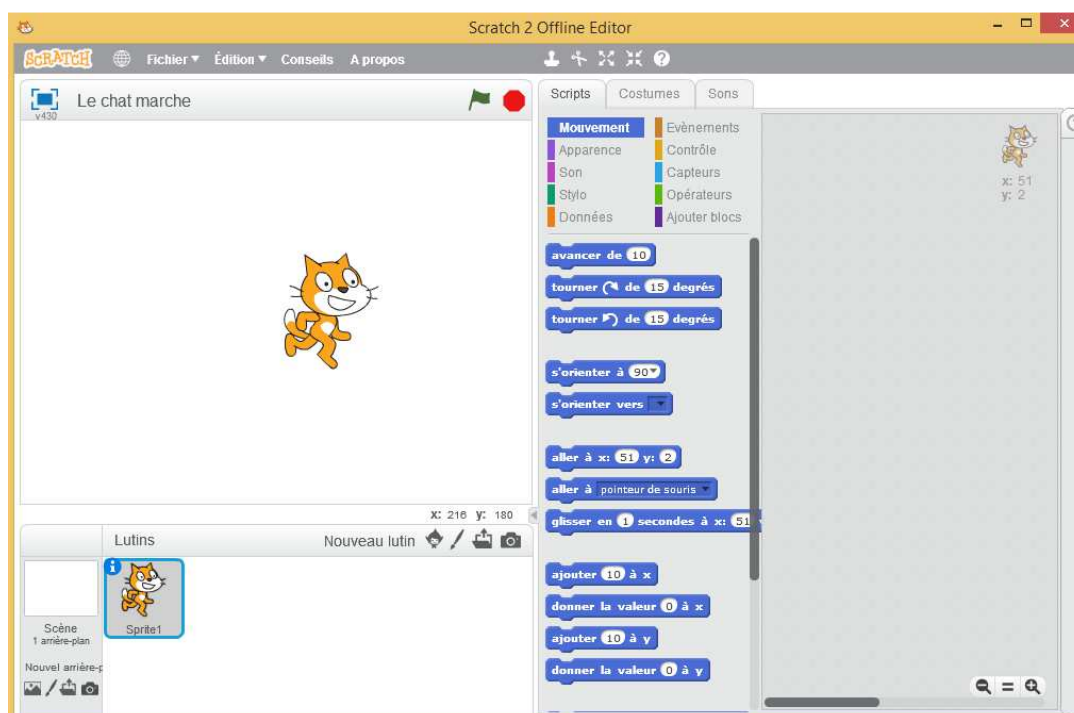 Scratch 2 Offline Editor
SCRATCH Fichier Édition Conseils A propos
Le chat marche
v430
Scripts Costumes Sons
Mouvement Evènements
Apparence Contrôle
Son Capteurs
Stylo Opérateurs
Données Ajouter blocs
x: 51
y: 2
avancer de 10
tourner de 15 degrés
tourner de 15 degrés
s'orienter à 90
s'orienter vers
aller à x: 51 y: 2
aller à pointeur de souris
glisser en 1 secondes à x: 51
ajouter 10 à x
donner la valeur 0 à x
ajouter 10 à y
donner la valeur 0 à y
X: 216 y: 180
Lutins Nouveau lutin
Sprite1
Scène
1 arrière-plan
Nouvel arrière-p